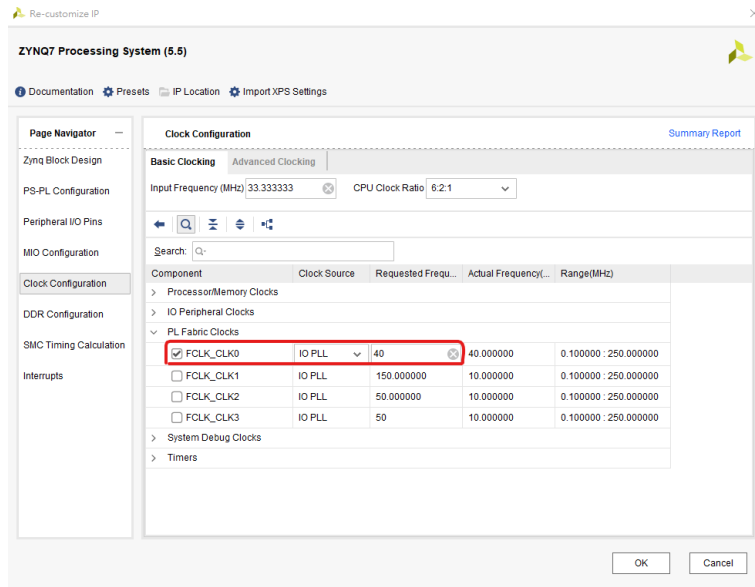 Re-customize IP
ZYNQ7 Processing System (5.5)
Documentation Presets IP Location Import XPS Settings
Page Navigator
Zynq Block Design
PS-PL Configuration
Peripheral I/O Pins
MIO Configuration
Clock Configuration
DDR Configuration
SMC Timing Calculation
Interrupts
Clock Configuration Summary Report
Basic Clocking Advanced Clocking
Input Frequency (MHz) 33.333333 CPU Clock Ratio 6:2:1
Search:
Component Clock Source Requested Frequ... Actual Frequency(... Range(MHz)
Processor/Memory Clocks
IO Peripheral Clocks
PL Fabric Clocks
FCLK_CLK0 IO PLL 40 40.000000 0.100000 : 250.000000
FCLK_CLK1 IO PLL 150.000000 10.000000 0.100000 : 250.000000
FCLK_CLK2 IO PLL 50.000000 10.000000 0.100000 : 250.000000
FCLK_CLK3 IO PLL 50 10.000000 0.100000 : 250.000000
System Debug Clocks
Timers
OK Cancel